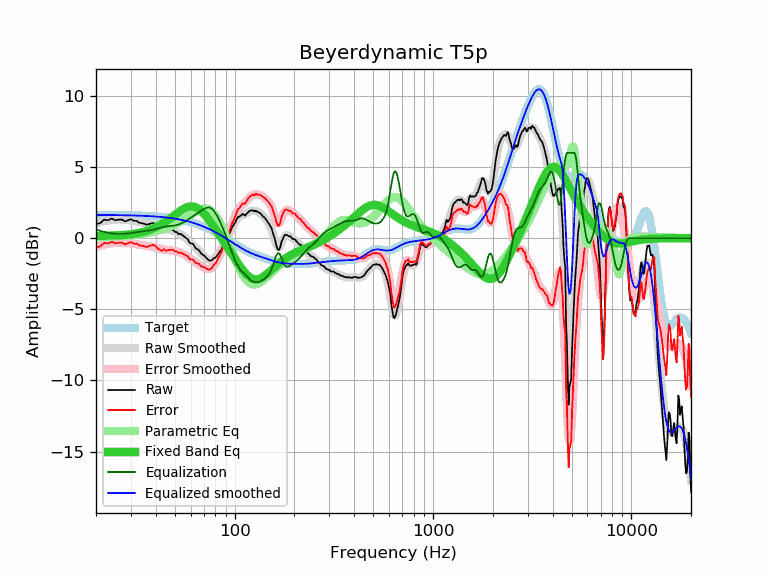 Beyerdynamic T5p
Amplitude (dBr)
10
5
0
−5
−10
−15
Target
Raw Smoothed
Error Smoothed
Raw
Error
Parametric Eq
Fixed Band Eq
Equalization
Equalized smoothed
100 1000 10000
Frequency (Hz)